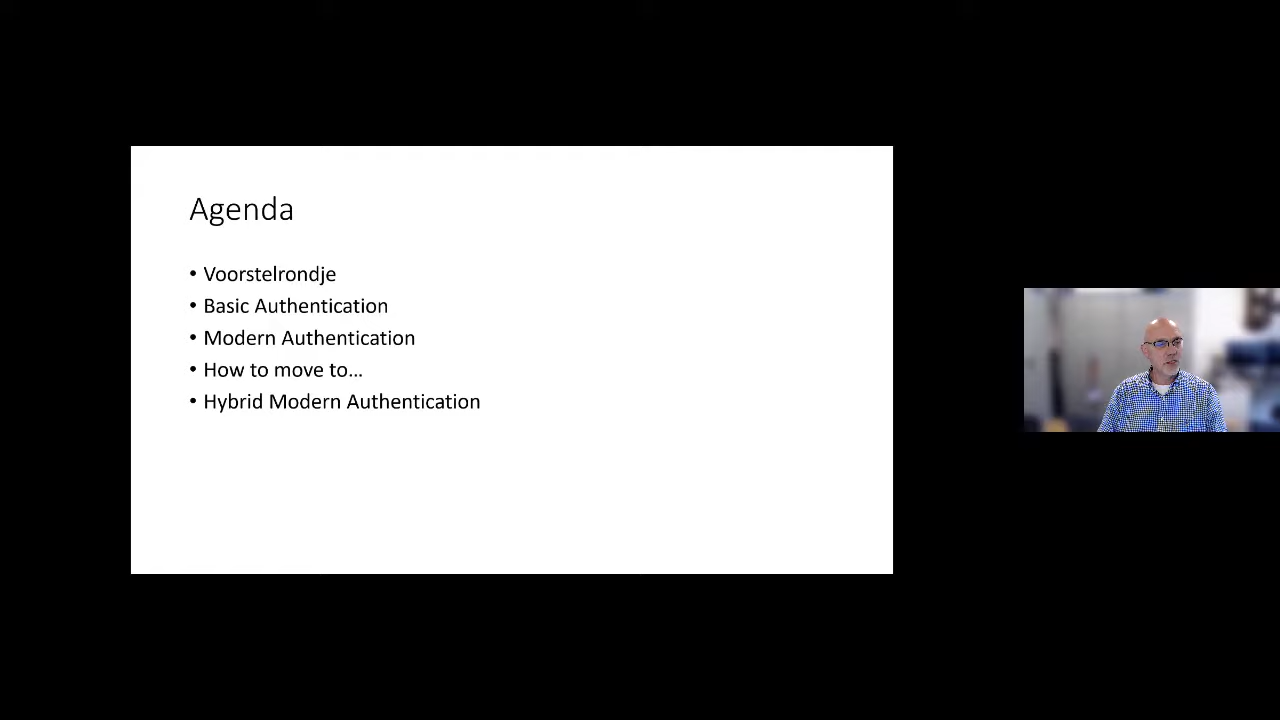 Agenda
• Voorstelrondje
• Basic Authentication
• Modern Authentication
• How to move to…
• Hybrid Modern Authentication